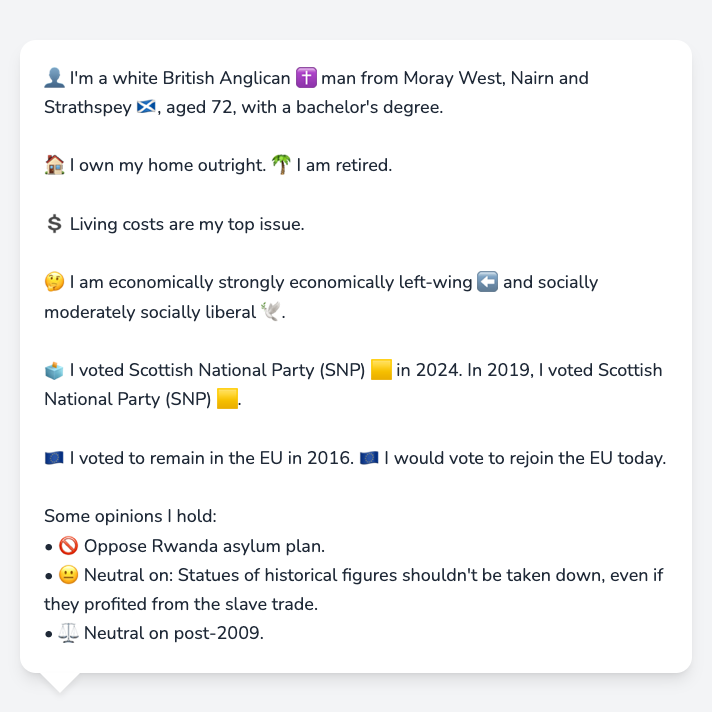 👤 I'm a white British Anglican ✝️ man from Moray West, Nairn and
Strathspey 🏴󠁧󠁢󠁳󠁣󠁴󠁿, aged 72, with a bachelor's degree.
🏠 I own my home outright. 🌴 I am retired.
💲 Living costs are my top issue.
🤔 I am economically strongly economically left-wing ⬅️ and socially
moderately socially liberal 🕊️.
🗳️ I voted Scottish National Party (SNP) 🟨 in 2024. In 2019, I voted Scottish
National Party (SNP) 🟨.
🇪🇺 I voted to remain in the EU in 2016. 🇪🇺 I would vote to rejoin the EU today.
Some opinions I hold:
• 🚫 Oppose Rwanda asylum plan.
• 😐 Neutral on: Statues of historical figures shouldn't be taken down, even if
they profited from the slave trade.
• ⚖️ Neutral on post-2009.